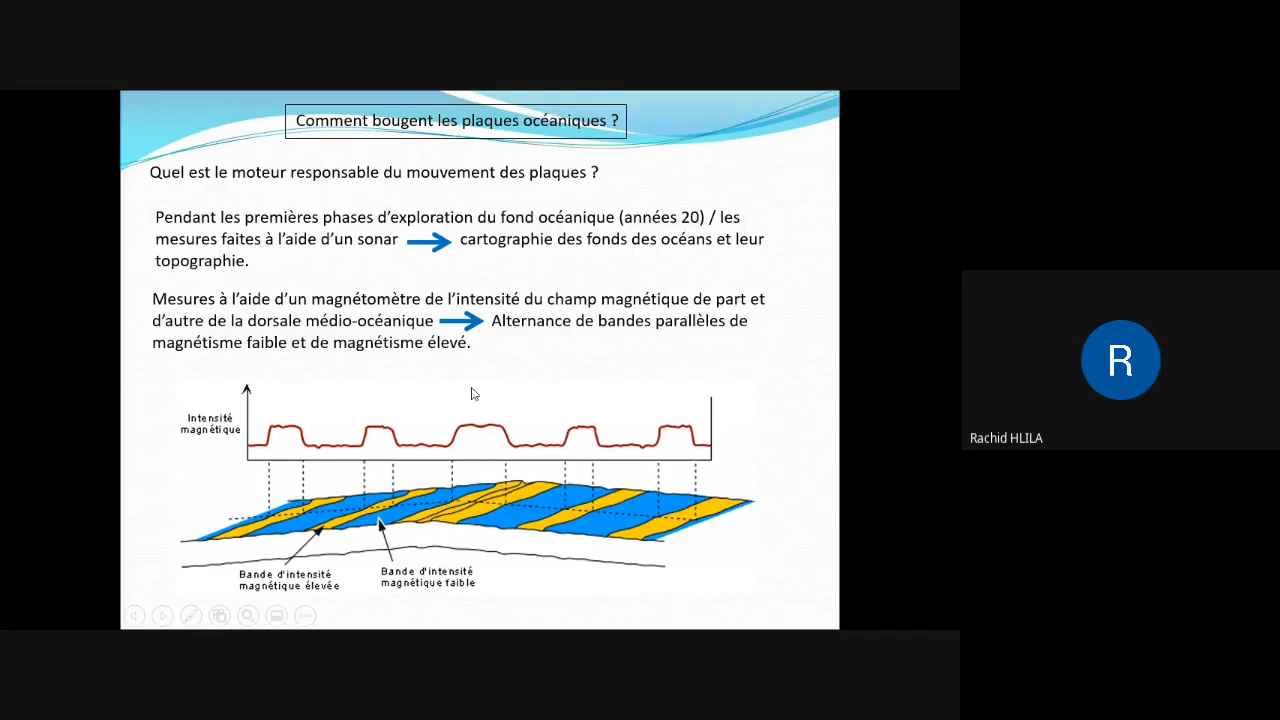 Comment bougent les plaques océaniques ?
Quel est le moteur responsable du mouvement des plaques ?
Pendant les premières phases d’exploration du fond océanique (années 20) / les
mesures faites à l’aide d’un sonar cartographie des fonds des océans et leur
topographie.
Mesures à l’aide d’un magnétomètre de l’intensité du champ magnétique de part et
d’autre de la dorsale médio-océanique Alternance de bandes parallèles de
magnétisme faible et de magnétisme élevé.
Intensité
magnétique
Bande d'intensité
magnétique élevée
Bande d'intensité
magnétique faible
R
Rachid HLILA